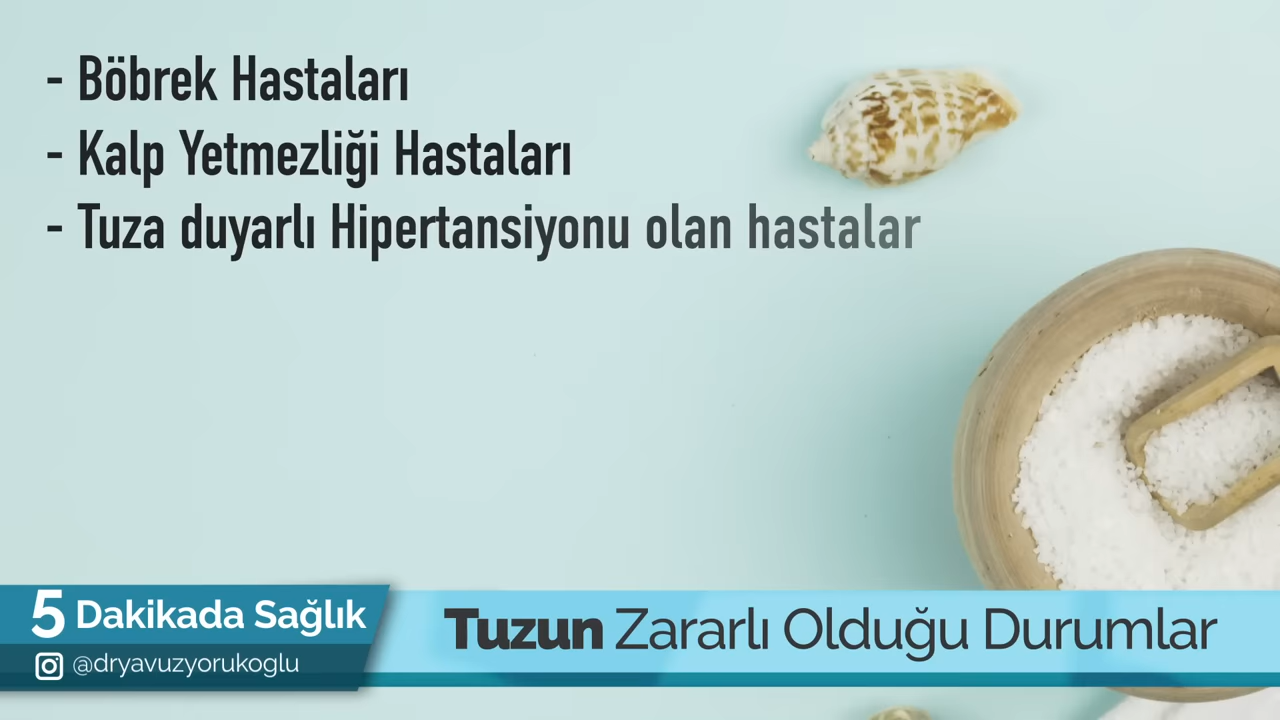 - Böbrek Hastaları
- Kalp Yetmezliği Hastaları
- Tuza duyarlı Hipertansiyonu olan hastalar
5 Dakikada Sağlık
@dryavuzyorukoglu
Tuzun Zararlı Olduğu Durumlar